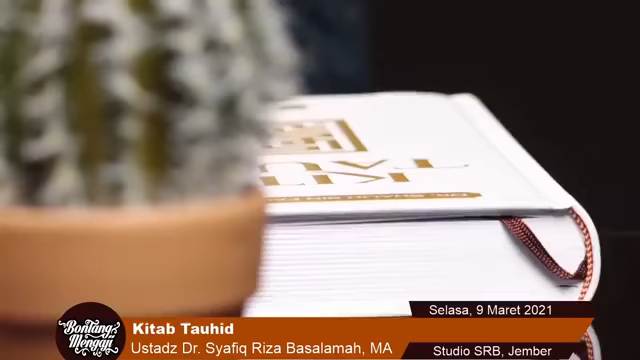 Selasa, 9 Maret 2021
Kitab Tauhid
Ustadz Dr. Syafiq Riza Basalamah, MA
Studio SRB, Jember
Bontang
Mengaji